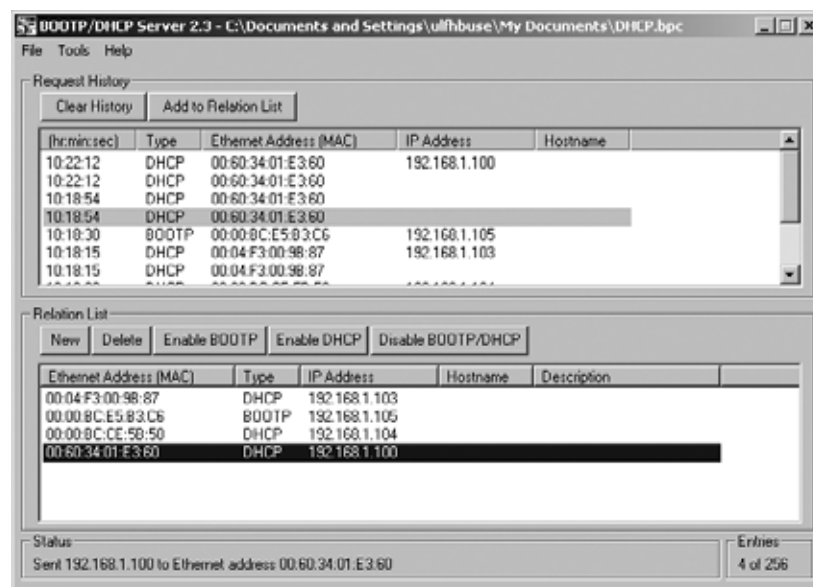 BOOTP/DHCP Server 2.3 - C:\Documents and Settings\ulfhbuse\My Documents\DHCP.bpc
File Tools Help
Request History
Clear History Add to Relation List
(hr:min:sec) Type Ethernet Address (MAC) IP Address Hostname
10:22:12 DHCP 00:60:34:01:E3:60 192.168.1.100
10:22:12 DHCP 00:60:34:01:E3:60
10:18:54 DHCP 00:60:34:01:E3:60
10:18:54 DHCP 00:60:34:01:E3:60
10:18:30 BOOTP 00:00:BC:E5:B3:C6 192.168.1.105
10:18:15 DHCP 00:04:F3:00:9B:87 192.168.1.103
10:18:15 DHCP 00:04:F3:00:9B:87
Relation List
New Delete Enable BOOTP Enable DHCP Disable BOOTP/DHCP
Ethernet Address (MAC) Type IP Address Hostname Description
00:04:F3:00:9B:87 DHCP 192.168.1.103
00:00:BC:E5:B3:C6 BOOTP 192.168.1.105
00:00:BC:CE:5B:50 DHCP 192.168.1.104
00:60:34:01:E3:60 DHCP 192.168.1.100
Status
Sent 192.168.1.100 to Ethernet address 00:60:34:01:E3:60
Entries
4 of 256